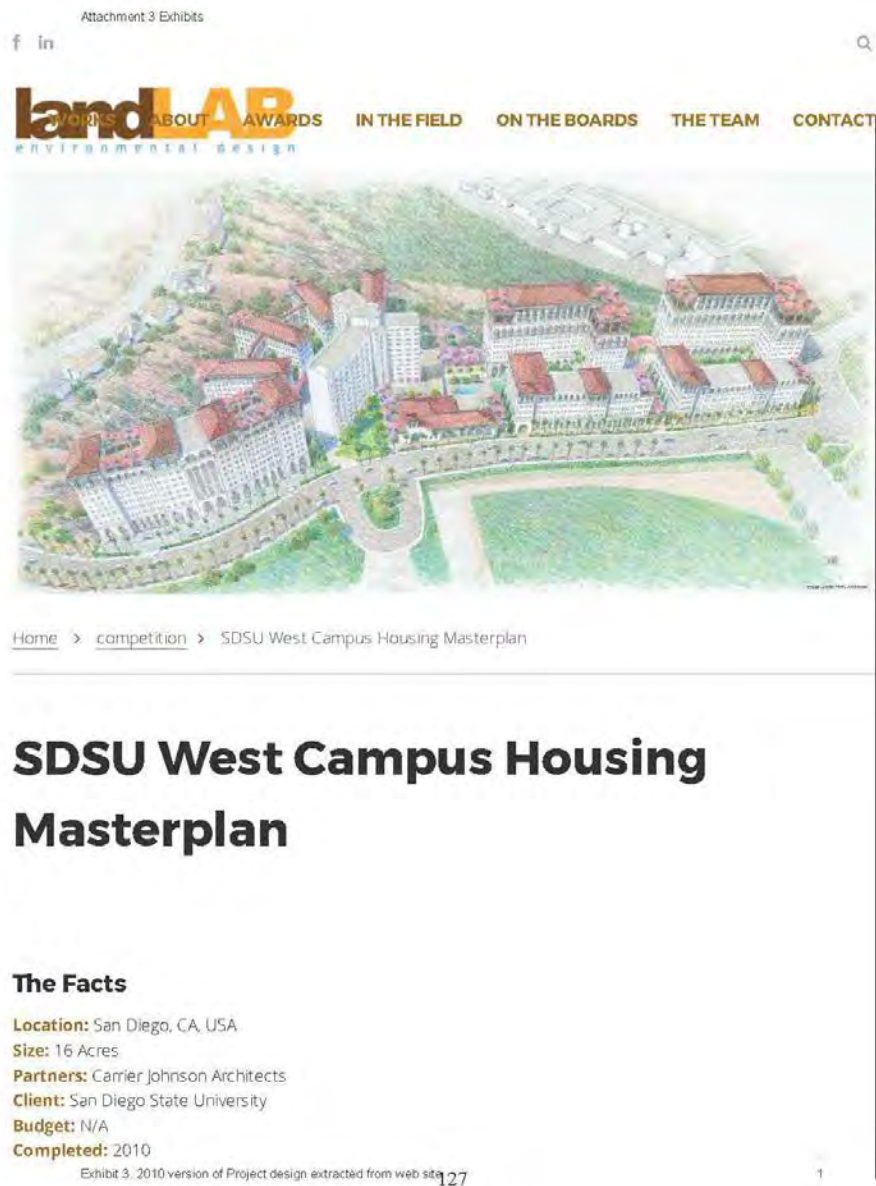 Attachment 3 Exhibits
f in
landLAB
environmental design
WORKS ABOUT AWARDS IN THE FIELD ON THE BOARDS THE TEAM CONTACT
Home > competition > SDSU West Campus Housing Masterplan
SDSU West Campus Housing
Masterplan
The Facts
Location: San Diego, CA, USA
Size: 16 Acres
Partners: Carrier Johnson Architects
Client: San Diego State University
Budget: N/A
Completed: 2010
Exhibit 3. 2010 version of Project design extracted from web site
127
1